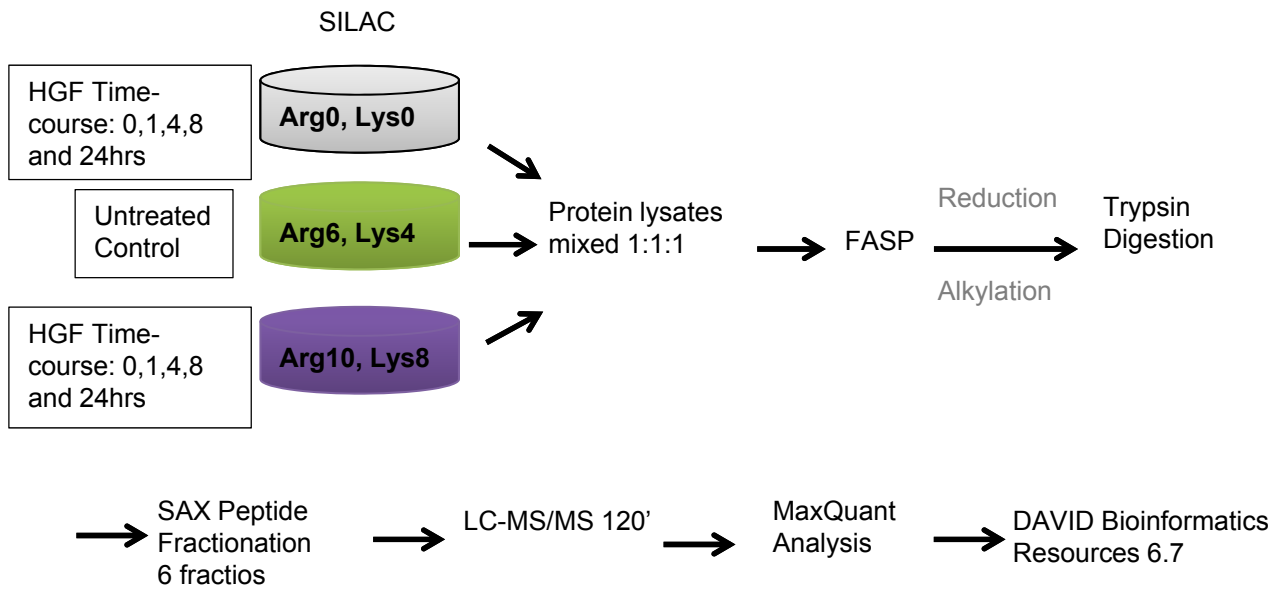 SILAC
HGF Time-
course: 0,1,4,8
and 24hrs
Arg0, Lys0
Untreated
Control
Arg6, Lys4
HGF Time-
course: 0,1,4,8
and 24hrs
Arg10, Lys8
Protein lysates
mixed 1:1:1
FASP
Reduction
Alkylation
Trypsin
Digestion
SAX Peptide
Fractionation
6 fractios
LC-MS/MS 120’
MaxQuant
Analysis
DAVID Bioinformatics
Resources 6.7